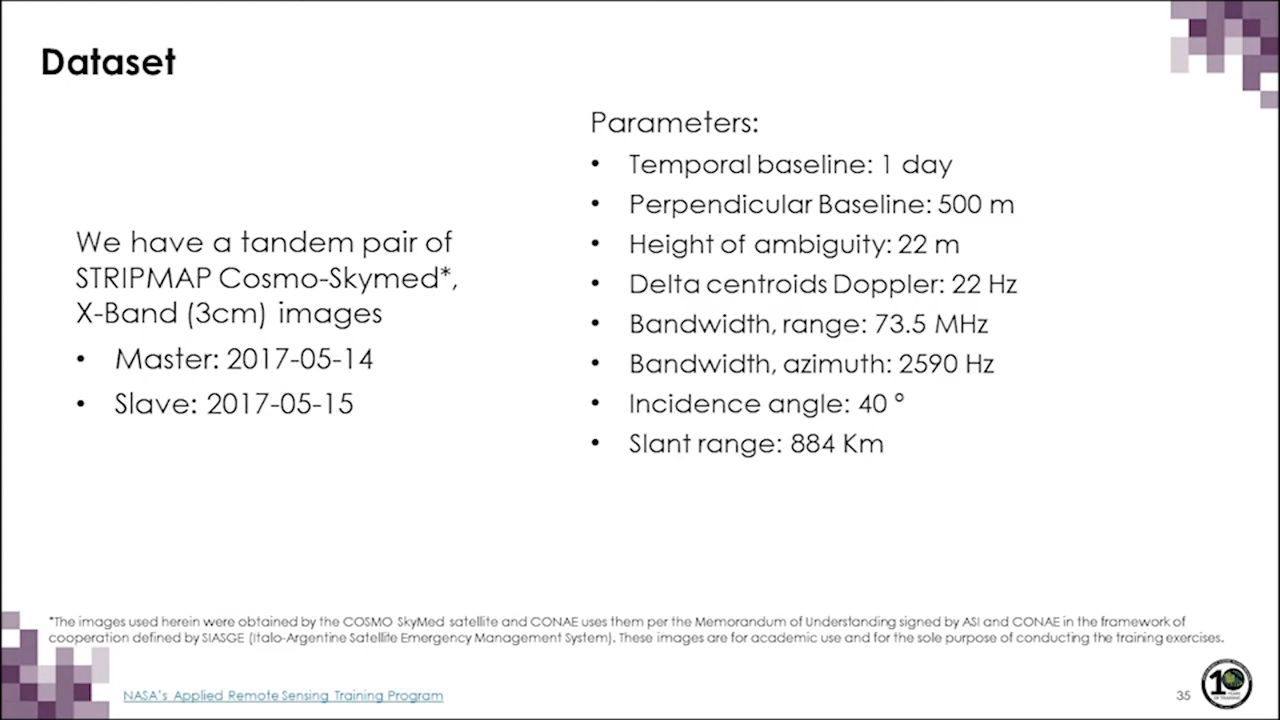 Dataset
We have a tandem pair of
STRIPMAP Cosmo-Skymed*,
X-Band (3cm) images
• Master: 2017-05-14
• Slave: 2017-05-15
Parameters:
• Temporal baseline: 1 day
• Perpendicular Baseline: 500 m
• Height of ambiguity: 22 m
• Delta centroids Doppler: 22 Hz
• Bandwidth, range: 73.5 MHz
• Bandwidth, azimuth: 2590 Hz
• Incidence angle: 40 º
• Slant range: 884 Km
*The images used herein were obtained by the COSMO SkyMed satellite and CONAE uses them per the Memorandum of Understanding signed by ASI and CONAE in the framework of
cooperation defined by SIASGE (Italo-Argentine Satellite Emergency Management System). These images are for academic use and for the sole purpose of conducting the training exercises.
NASA's Applied Remote Sensing Training Program
35
10